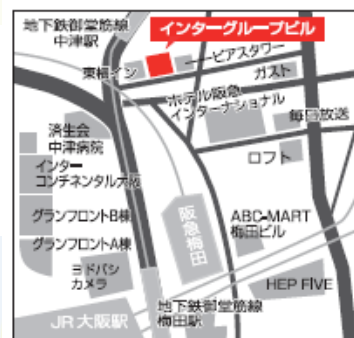 地下鉄御堂筋線
中津駅
インターグループビル
東横イン
ピアスタワー
ガスト
ホテル阪急
インターナショナル
毎日放送
済生会
中津病院
ロフト
インター
コンチネンタル大阪
グランフロントB棟
阪急梅田
ABC-MART
梅田ビル
グランフロントA棟
ヨドバシ
カメラ
HEP FIVE
地下鉄御堂筋線
梅田駅
JR 大阪駅